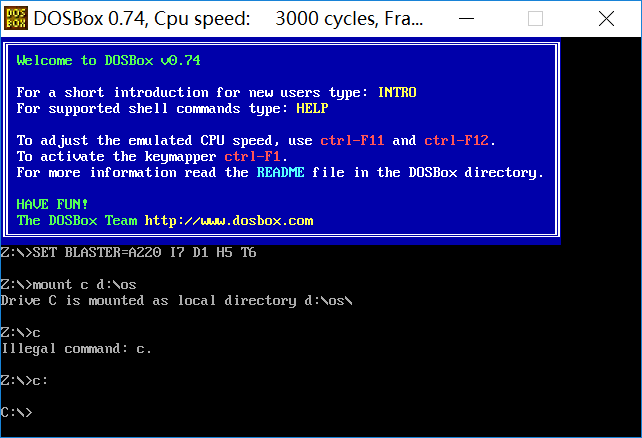 DOS
BOX
DOSBox 0.74, Cpu speed: 3000 cycles, Fra...
Welcome to DOSBox v0.74
For a short introduction for new users type: INTRO
For supported shell commands type: HELP
To adjust the emulated CPU speed, use ctrl-F11 and ctrl-F12.
To activate the keymapper ctrl-F1.
For more information read the README file in the DOSBox directory.
HAVE FUN!
The DOSBox Team http://www.dosbox.com
Z:\>SET BLASTER=A220 I7 D1 H5 T6
Z:\>mount c d:\os
Drive C is mounted as local directory d:\os\
Z:\>c
Illegal command: c.
Z:\>c:
C:\>